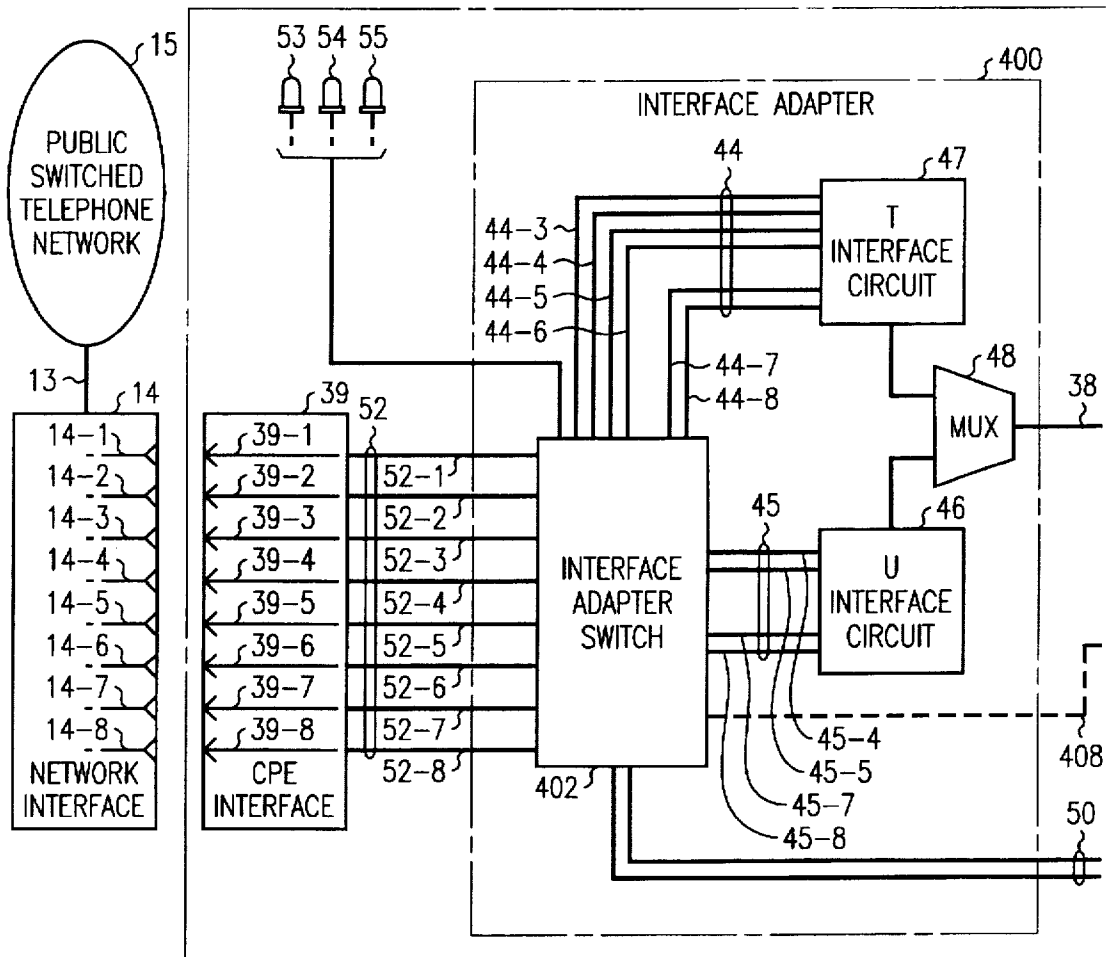 15
PUBLIC
SWITCHED
TELEPHONE
NETWORK
13
14
14-1
14-2
14-3
14-4
14-5
14-6
14-7
14-8
NETWORK
INTERFACE
53
54
55
39
39-1
39-2
39-3
39-4
39-5
39-6
39-7
39-8
CPE
INTERFACE
52
52-1
52-2
52-3
52-4
52-5
52-6
52-7
52-8
400
INTERFACE ADAPTER
44
44-3
44-4
44-5
44-6
44-7
44-8
47
T
INTERFACE
CIRCUIT
48
MUX
38
INTERFACE
ADAPTER
SWITCH
402
45
46
U
INTERFACE
CIRCUIT
45-4
45-5
45-7
45-8
408
50